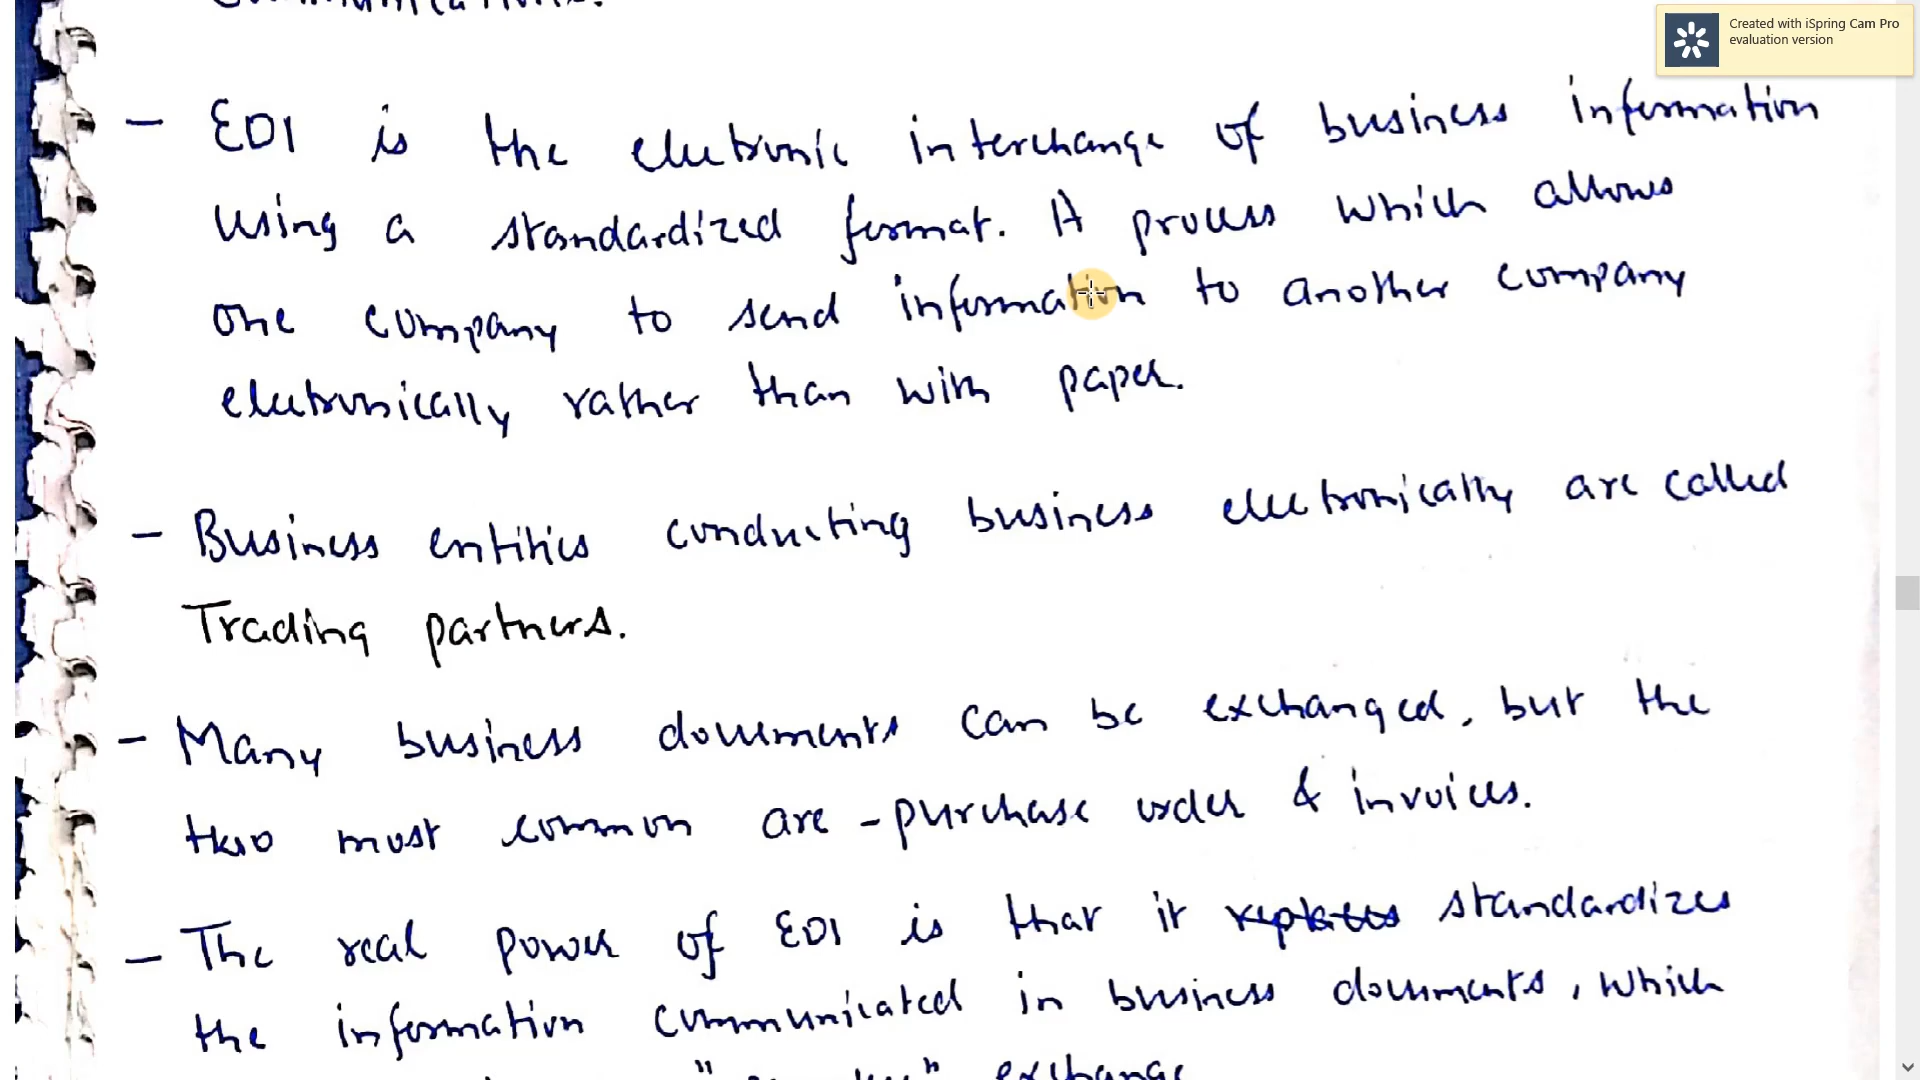 Created with iSpring Cam Pro
evaluation version
- EDI is the electronic interchange of business information
using a standardized format. A process which allows
one company to send information to another company
electronically rather than with paper.
- Business entities conducting business electronically are called
Trading partners.
- Many business documents can be exchanged, but the
two most common are - purchase order & invoices.
- The real power of EDI is that it standardizes
the information communicated in business documents, which
" " exchange